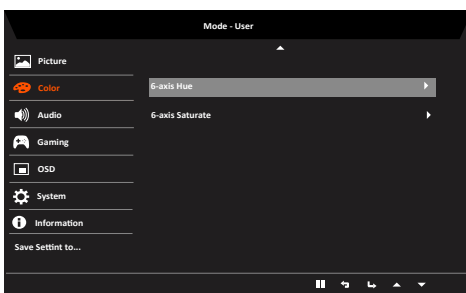 Mode - User
Picture
Color
6-axis Hue
Audio
6-axis Saturate
Gaming
OSD
System
Information
Save Settint to...